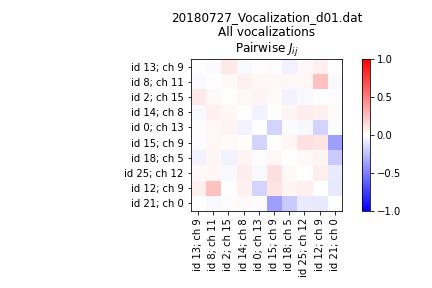 20180727_Vocalization_d01.dat
All vocalizations
Pairwise J_ij
id 13; ch 9
id 8; ch 11
id 2; ch 15
id 14; ch 8
id 0; ch 13
id 15; ch 9
id 18; ch 5
id 25; ch 12
id 12; ch 9
id 21; ch 0
1.0
0.5
0.0
−0.5
−1.0
id 13; ch 9
id 8; ch 11
id 2; ch 15
id 14; ch 8
id 0; ch 13
id 15; ch 9
id 18; ch 5
id 25; ch 12
id 12; ch 9
id 21; ch 0